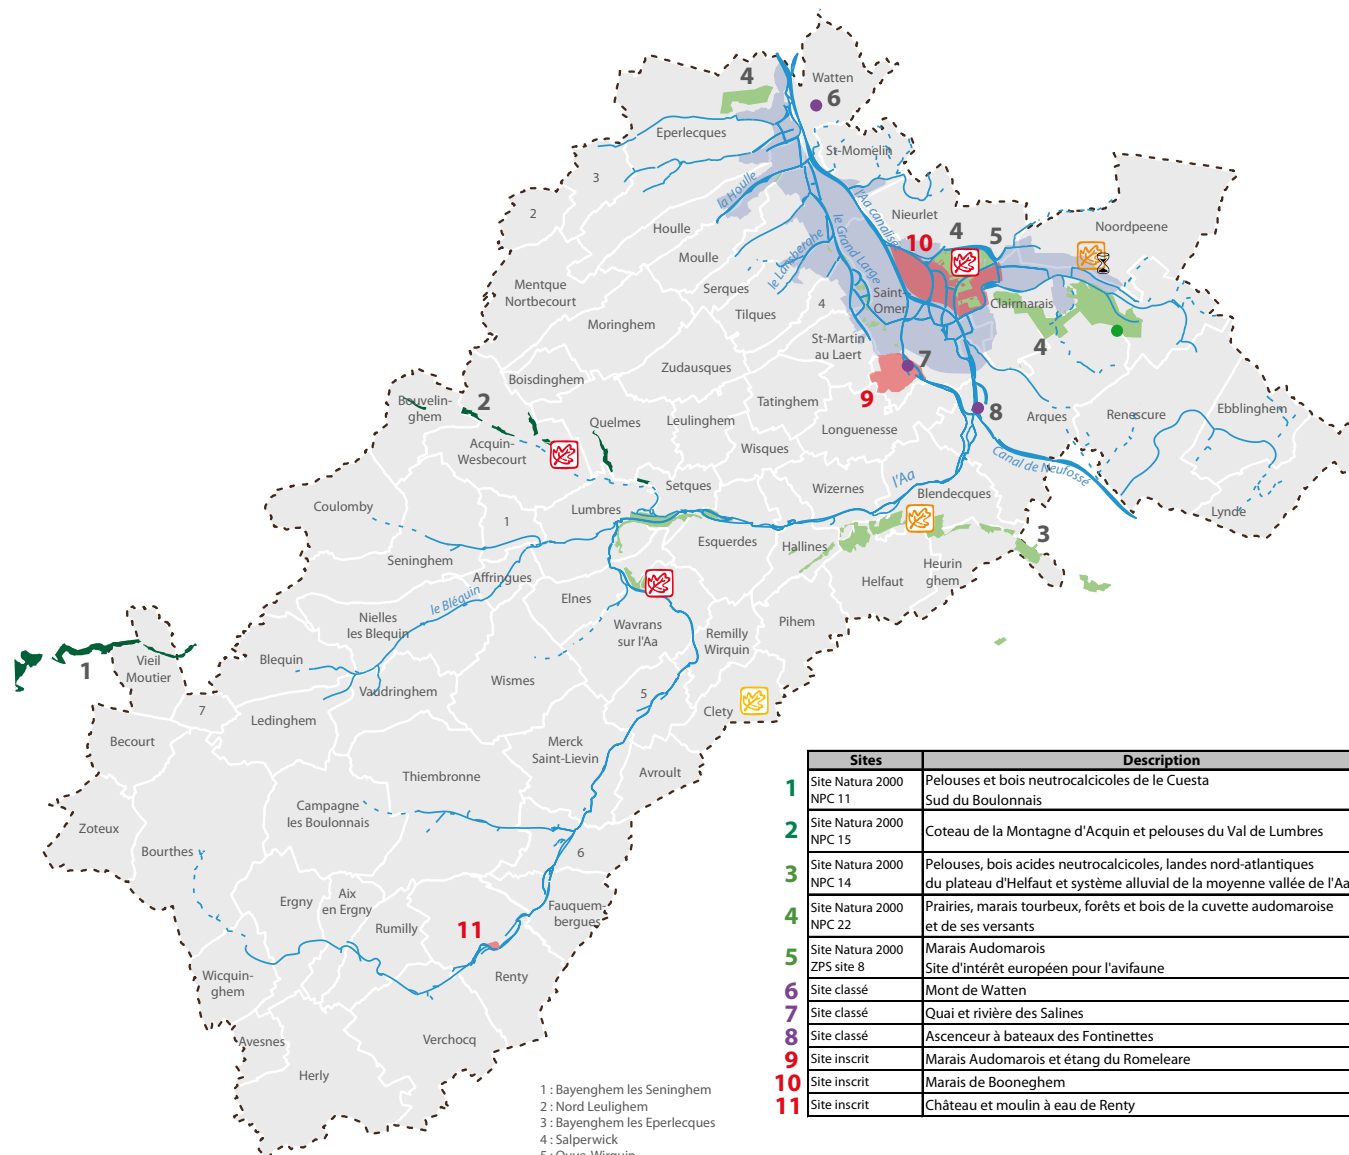 Watten
4
6
Eperlecques
St-Momelin
3
la Houlle
l'Aa canalisée
2
Nieurlet
Houlle
10
4
5
Noordpeene
Moulle
le Lansberghe
le Grand Large
Mentque
Nortbecourt
Serques
4
Saint-
Omer
Clairmarais
Tilques
Moringhem
St-Martin
au Laert
4
7
Zudausques
Boisdinghem
9
Bouvelin-
ghem
2
Tatinghem
8
Quelmes
Leulinghem
Longuenesse
Arques
Renescure
Ebblinghem
Acquin-
Wesbecourt
Wisques
Canal de Neufossé
Setques
Wizernes
l'Aa
Blendecques
Coulomby
Lumbres
Lynde
1
Esquerdes
Hallines
3
Seninghem
Affringues
Heurin
ghem
Helfaut
le Bléquin
Elnes
Nielles
les Blequin
Wavrans
sur l'Aa
Remilly
Wirquin
Pihem
1
Vieil
Moutier
Blequin
Wismes
Vaudringhem
5
7
Ledinghem
Clety
Becourt
Merck
Saint-Lievin
Thiembronne
Avroult
Campagne
les Boulonnais
Zoteux
Bourthes
6
Aix
en Ergny
Ergny
Fauquem-
bergues
Rumilly
11
Wicquin-
ghem
Renty
Avesnes
Verchocq
Herly
1 : Bayenghem les Seninghem
2 : Nord Leulighem
3 : Bayenghem les Eperlecques
4 : Salperwick
5 : Ouve-Wirquin
Sites Description
1 Site Natura 2000 NPC 11 Pelouses et bois neutrocalcicoles de le Cuesta
Sud du Boulonnais
2 Site Natura 2000 NPC 15 Coteau de la Montagne d'Acquin et pelouses du Val de Lumbres
3 Site Natura 2000 NPC 14 Pelouses, bois acides neutrocalcicoles, landes nord-atlantiques
du plateau d'Helfaut et système alluvial de la moyenne vallée de l'Aa
4 Site Natura 2000 NPC 22 Prairies, marais tourbeux, forêts et bois de la cuvette audomaroise
et de ses versants
5 Site Natura 2000 ZPS site 8 Marais Audomarois
Site d'intérêt européen pour l'avifaune
6 Site classé Mont de Watten
7 Site classé Quai et rivière des Salines
8 Site classé Ascenceur à bateaux des Fontinettes
9 Site inscrit Marais Audomarois et étang du Romeleare
10 Site inscrit Marais de Booneghem
11 Site inscrit Château et moulin à eau de Renty